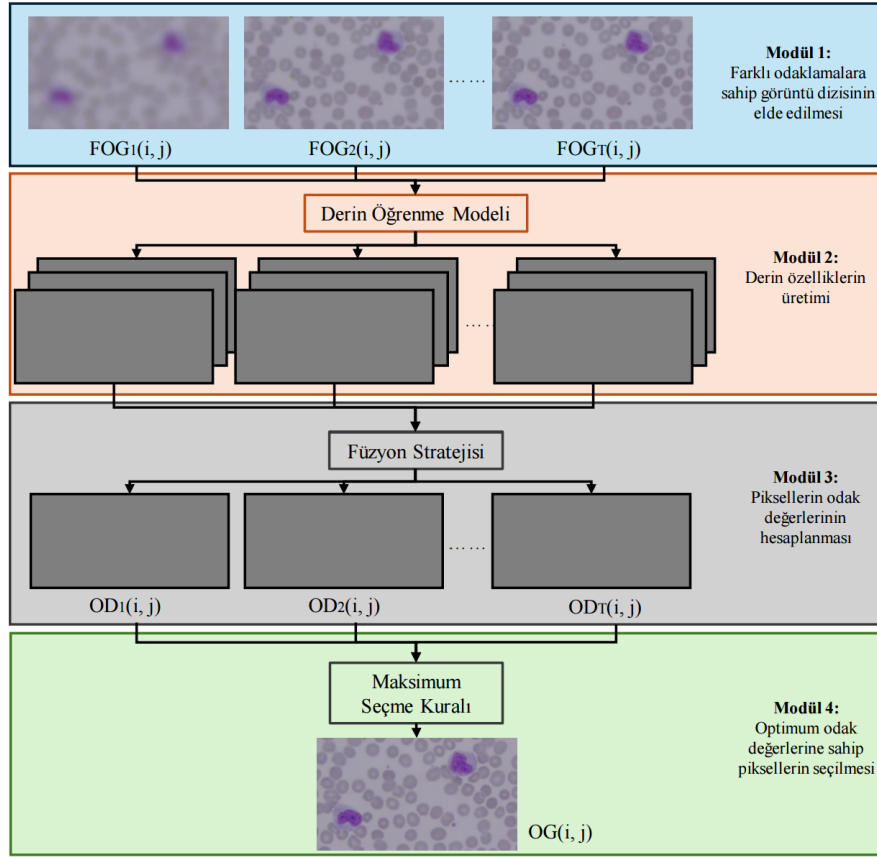 Modül 1:
Farklı odaklamalara
sahip görüntü dizisinin
elde edilmesi
……
FOG1(i, j)
FOG2(i, j)
FOGT(i, j)
Derin Öğrenme Modeli
Modül 2:
Derin özelliklerin
üretimi
……
Füzyon Stratejisi
Modül 3:
Piksellerin odak
değerlerinin
hesaplanması
……
OD1(i, j)
OD2(i, j)
ODT(i, j)
Maksimum
Seçme Kuralı
Modül 4:
Optimum odak
değerlerine sahip
piksellerin seçilmesi
OG(i, j)